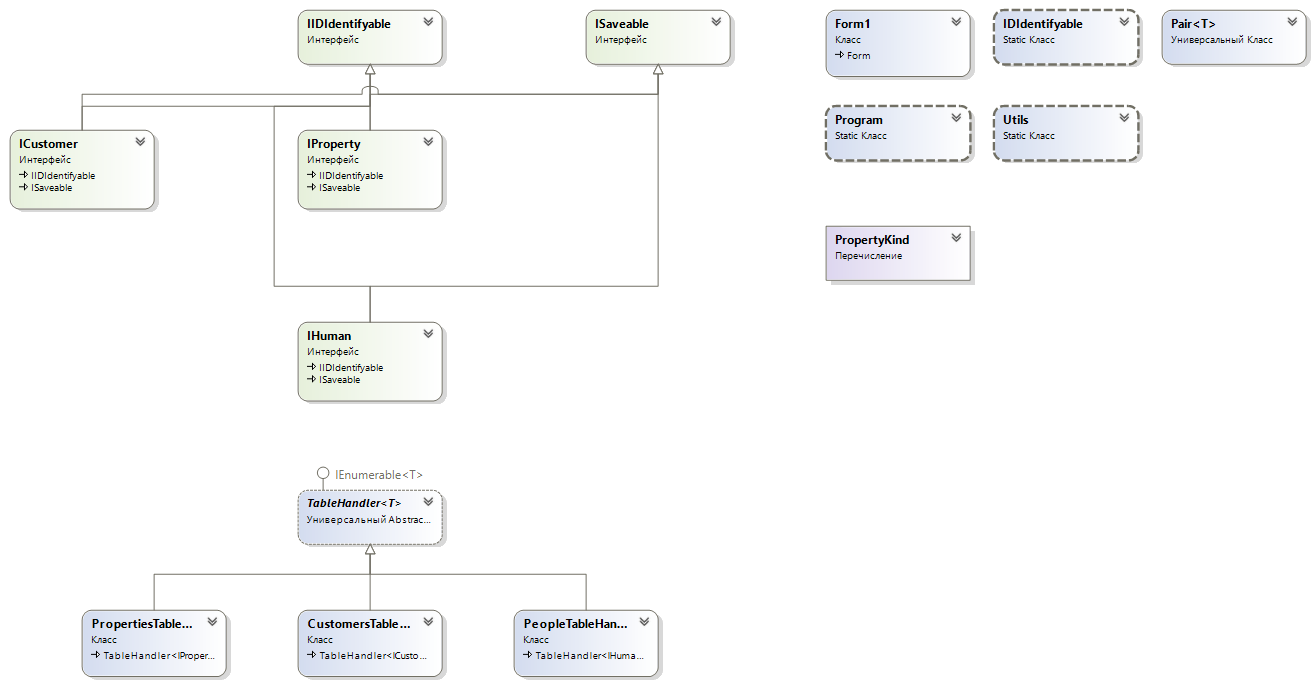 IIDIdentifyable
Интерфейс
ISaveable
Интерфейс
Form1
Класс
Form
IDIdentifyable
Static Класс
Pair<T>
Универсальный Класс
ICustomer
Интерфейс
IIDIdentifyable
ISaveable
IProperty
Интерфейс
IIDIdentifyable
ISaveable
Program
Static Класс
Utils
Static Класс
PropertyKind
Перечисление
IHuman
Интерфейс
IIDIdentifyable
ISaveable
IEnumerable<T>
TableHandler<T>
Универсальный Abstrac...
PropertiesTable...
Класс
TableHandler<IProper...
CustomersTable...
Класс
TableHandler<ICusto...
PeopleTableHan...
Класс
TableHandler<IHuma...